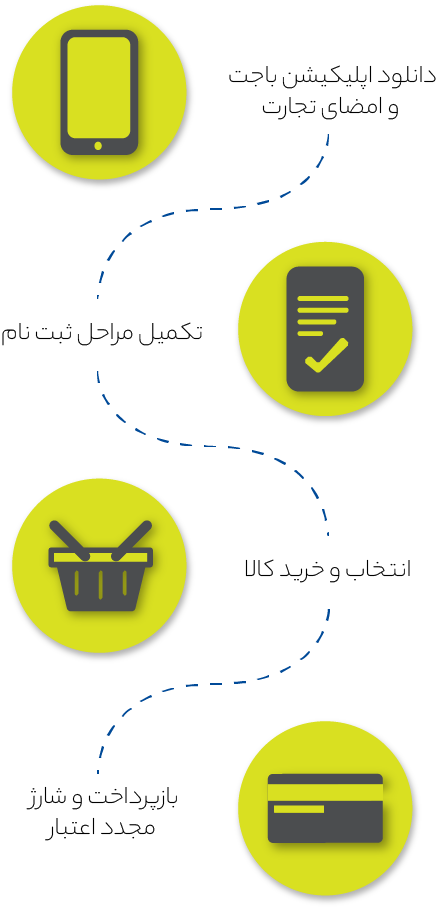 دانلود اپلیکیشن باجت
و امضای تجارت
تکمیل مراحل ثبت نام
انتخاب و خرید کالا
بازپرداخت و شارژ
مجدد اعتبار